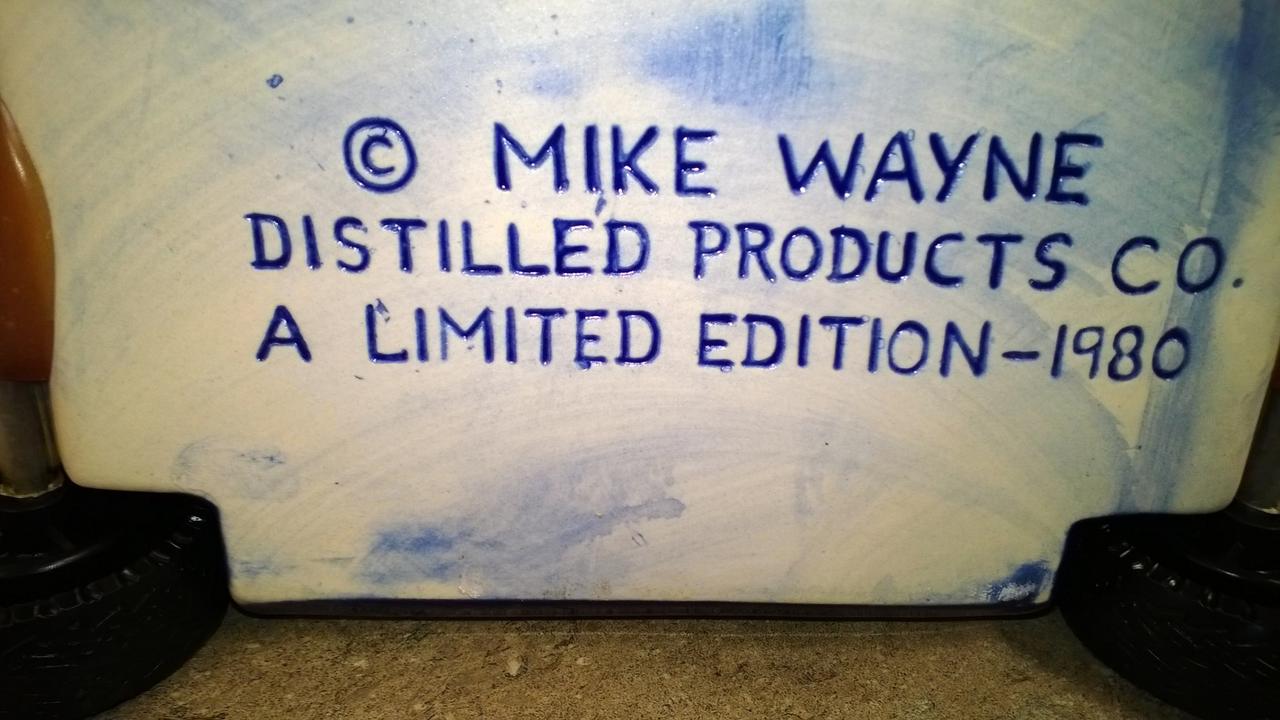 © MIKE WAYNE
DISTILLED PRODUCTS CO.
A LIMITED EDITION-1980